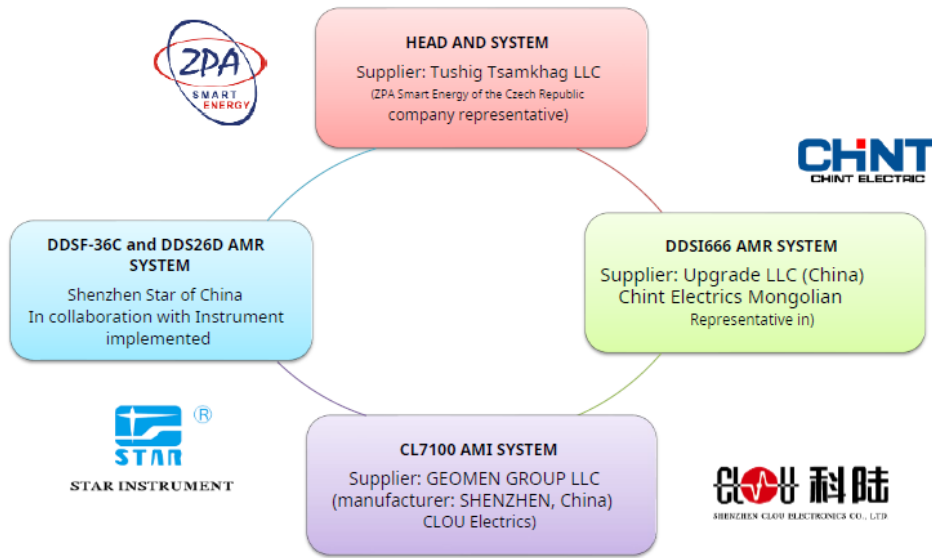 ZPA
SMART
ENERGY
HEAD AND SYSTEM
Supplier: Tushig Tsamkhag LLC
(ZPA Smart Energy of the Czech Republic
company representative)
CHINT
CHINT ELECTRIC
DDSF-36C and DDS26D AMR
SYSTEM
Shenzhen Star of China
In collaboration with Instrument
implemented
DDSI666 AMR SYSTEM
Supplier: Upgrade LLC (China)
Chint Electrics Mongolian
Representative in)
STAR ®
STAR INSTRUMENT
CL7100 AMI SYSTEM
Supplier: GEOMEN GROUP LLC
(manufacturer: SHENZHEN, China)
CLOU Electrics)
CLOU 科陆
SHENZHEN CLOU ELECTRONICS CO., LTD